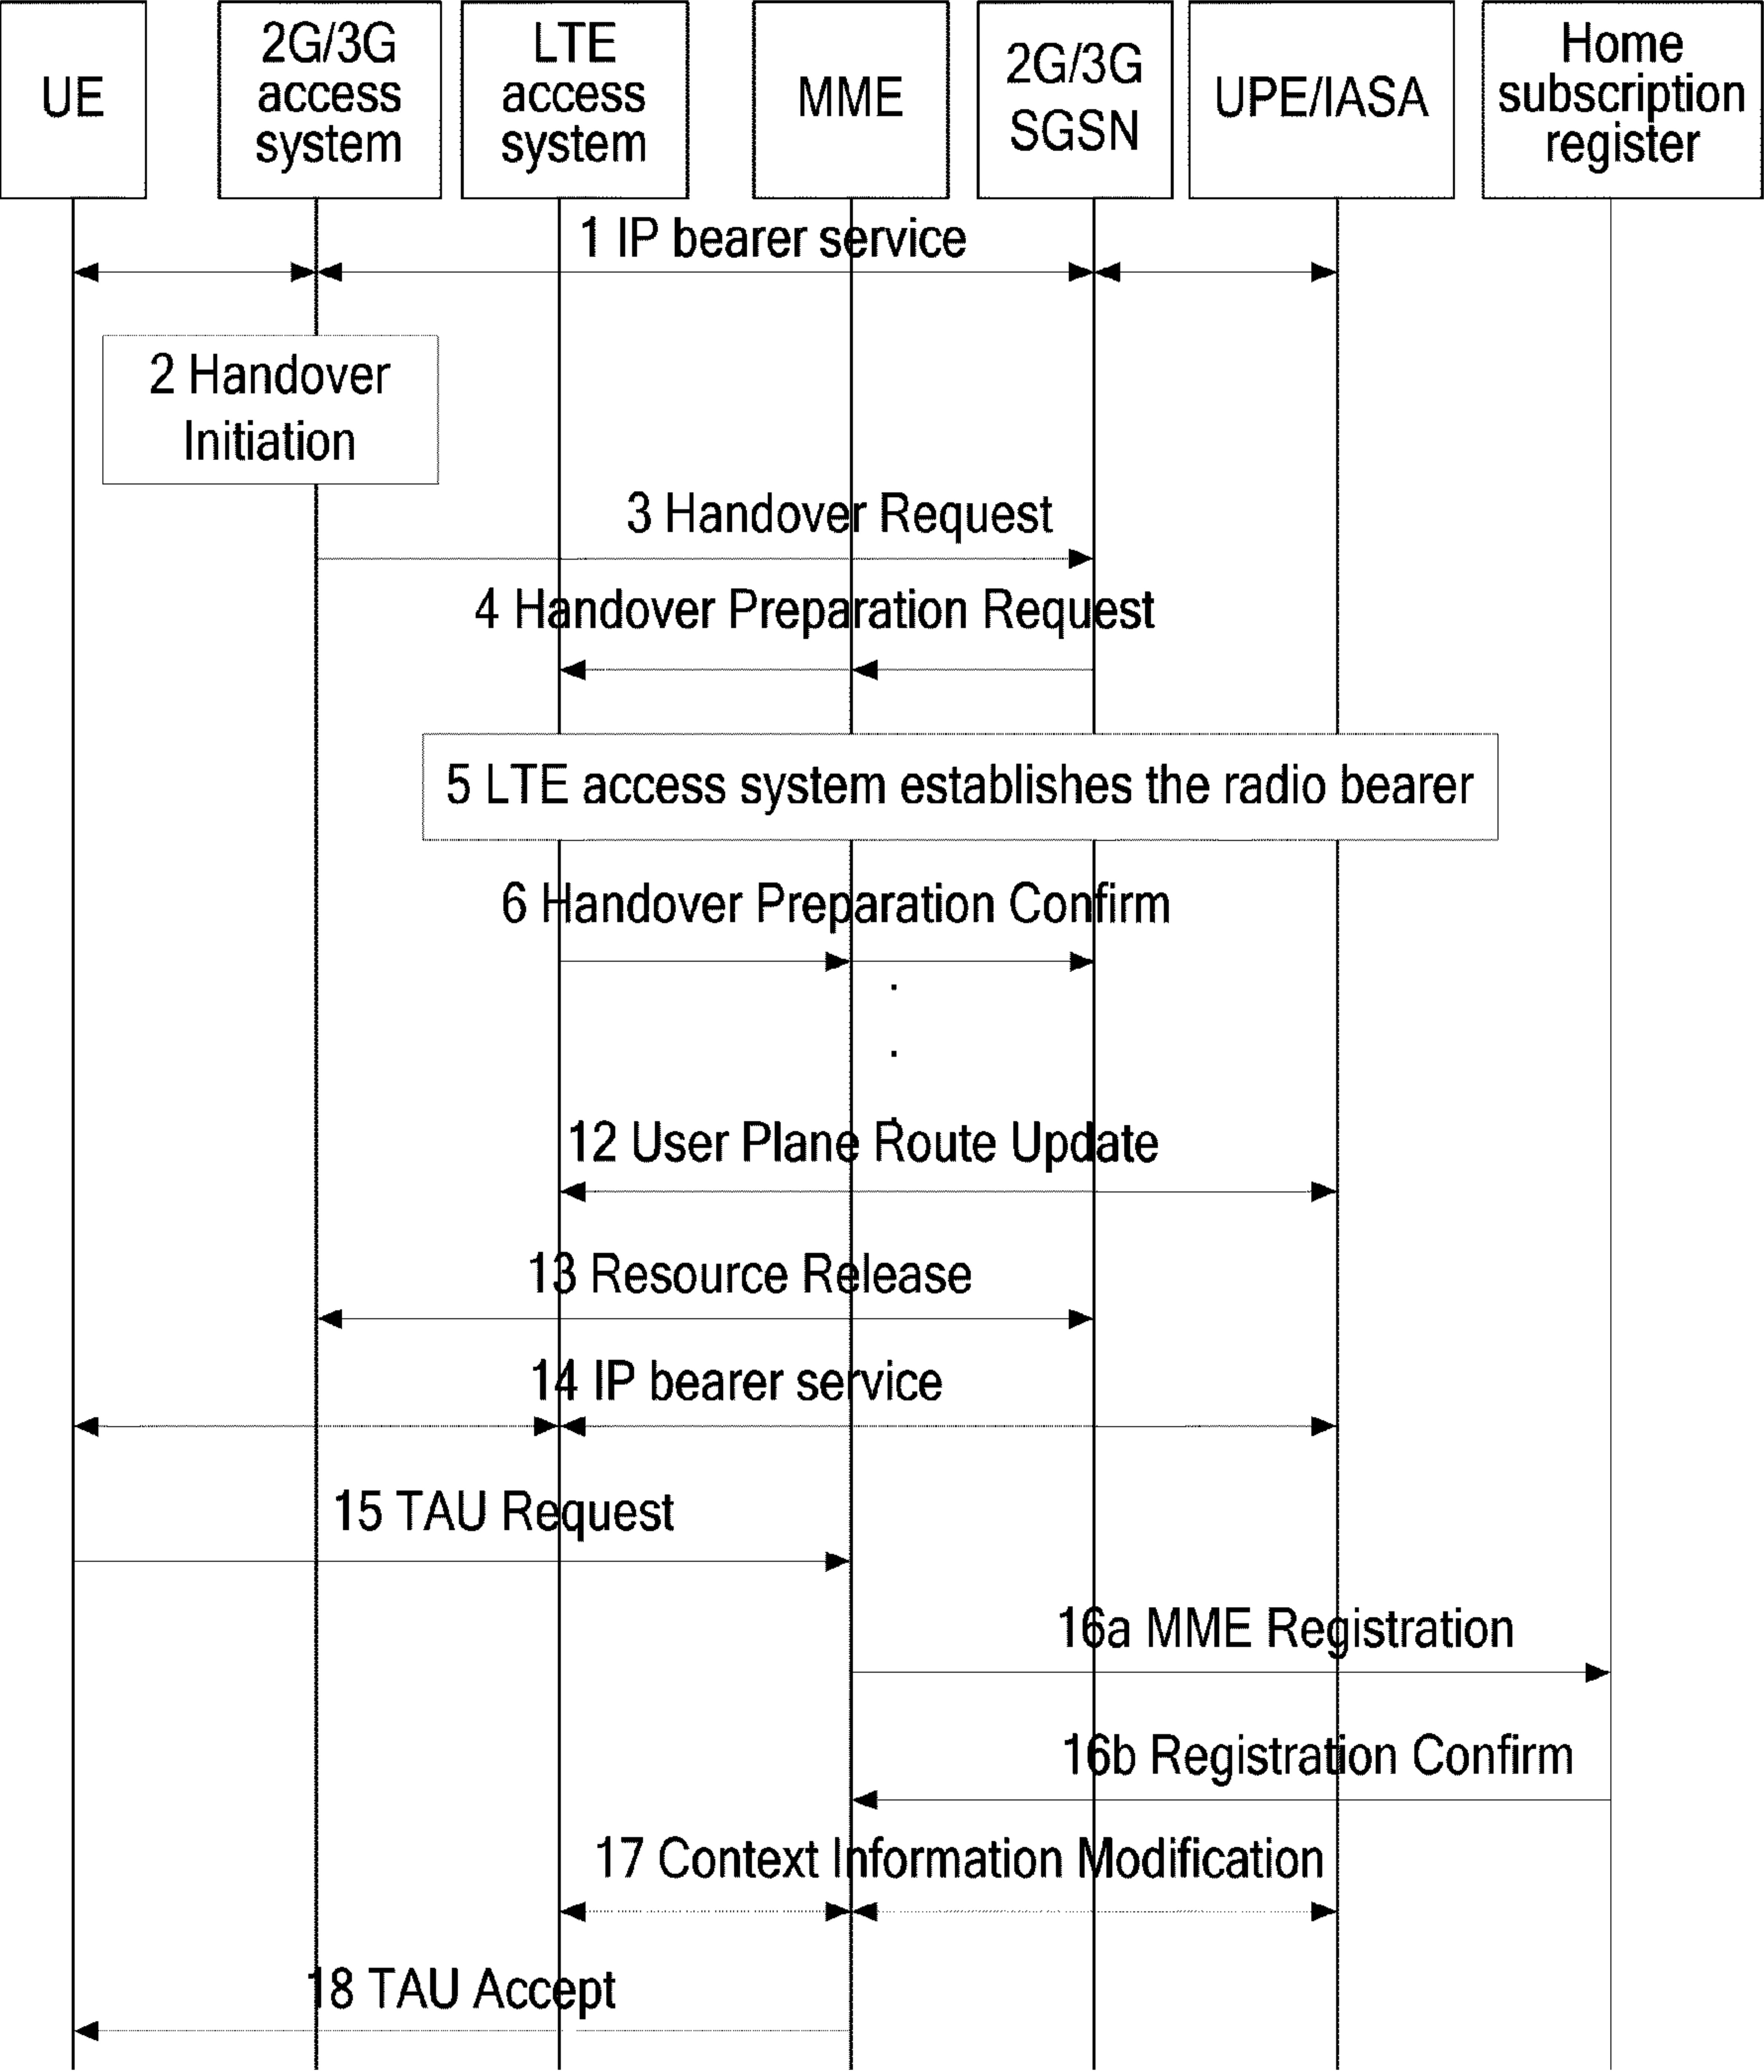 UE
2G/3G
access
system
LTE
access
system
MME
2G/3G
SGSN
UPE/IASA
Home
subscription
register
1 IP bearer service
2 Handover
Initiation
3 Handover Request
4 Handover Preparation Request
5 LTE access system establishes the radio bearer
6 Handover Preparation Confirm
.
.
.
12 User Plane Route Update
13 Resource Release
14 IP bearer service
15 TAU Request
16a MME Registration
16b Registration Confirm
17 Context Information Modification
18 TAU Accept